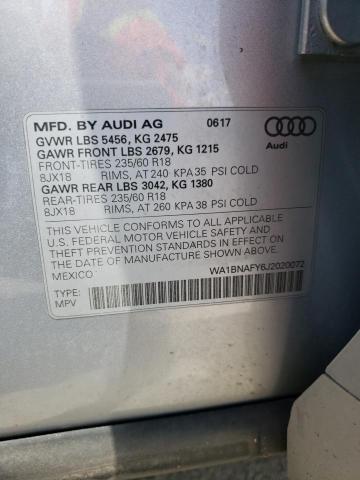 MFD. BY AUDI AG 0617
GVWR LBS 5456, KG 2475
GAWR FRONT LBS 2679, KG 1215
FRONT-TIRES 235/60 R18
8JX18 RIMS, AT 240 KPA 35 PSI COLD
GAWR REAR LBS 3042, KG 1380
REAR-TIRES 235/60 R18
8JX18 RIMS, AT 260 KPA 38 PSI COLD
Audi
THIS VEHICLE CONFORMS TO ALL APPLICABLE
U.S. FEDERAL MOTOR VEHICLE SAFETY AND
THEFT PREVENTION STANDARDS IN EFFECT ON
THE DATE OF MANUFACTURE SHOWN ABOVE
MEXICO WA1BNAFY6J2020072
TYPE:
MPV